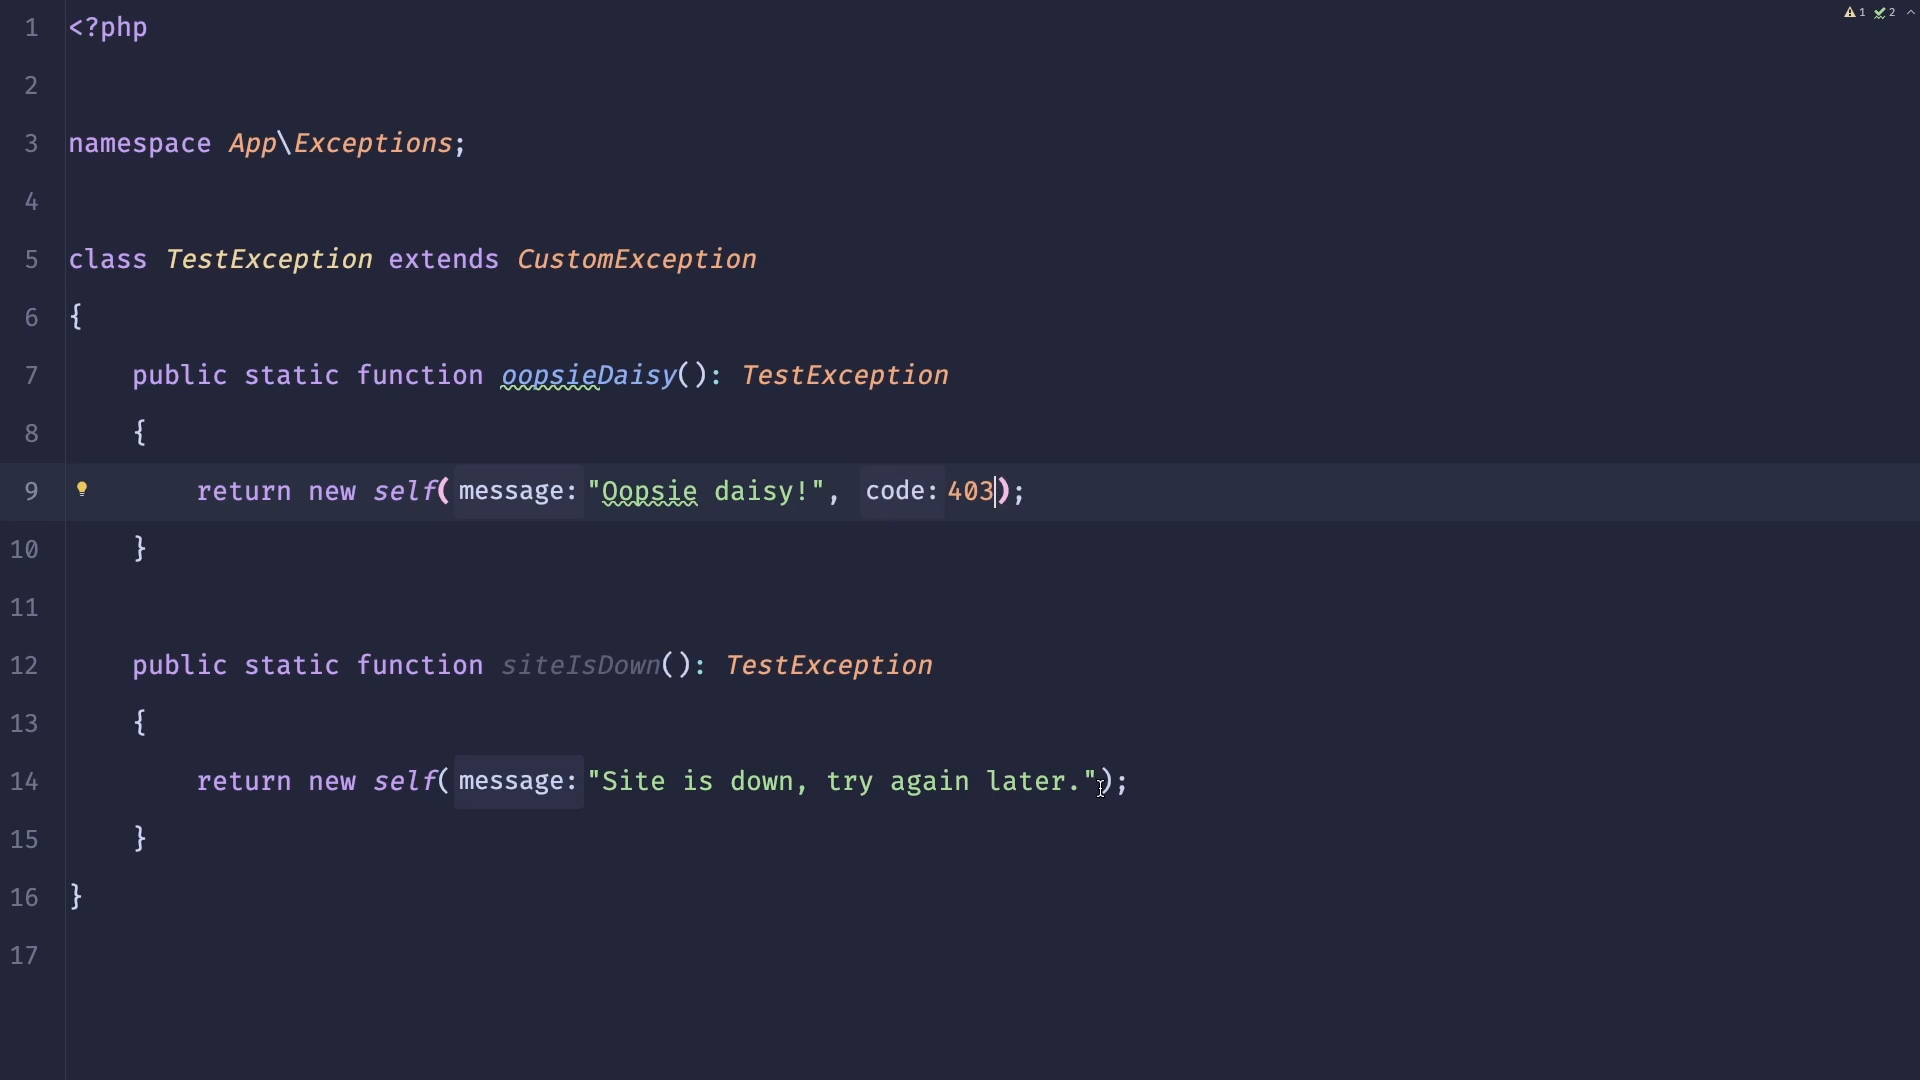 1 <?php
2
3 namespace App\Exceptions;
4
5 class TestException extends CustomException
6 {
7     public static function oopsieDaisy(): TestException
8     {
9         return new self( message: "Oopsie daisy!", code: 403);
10     }
11
12     public static function siteIsDown(): TestException
13     {
14         return new self( message: "Site is down, try again later.");
15     }
16 }
17
1 2